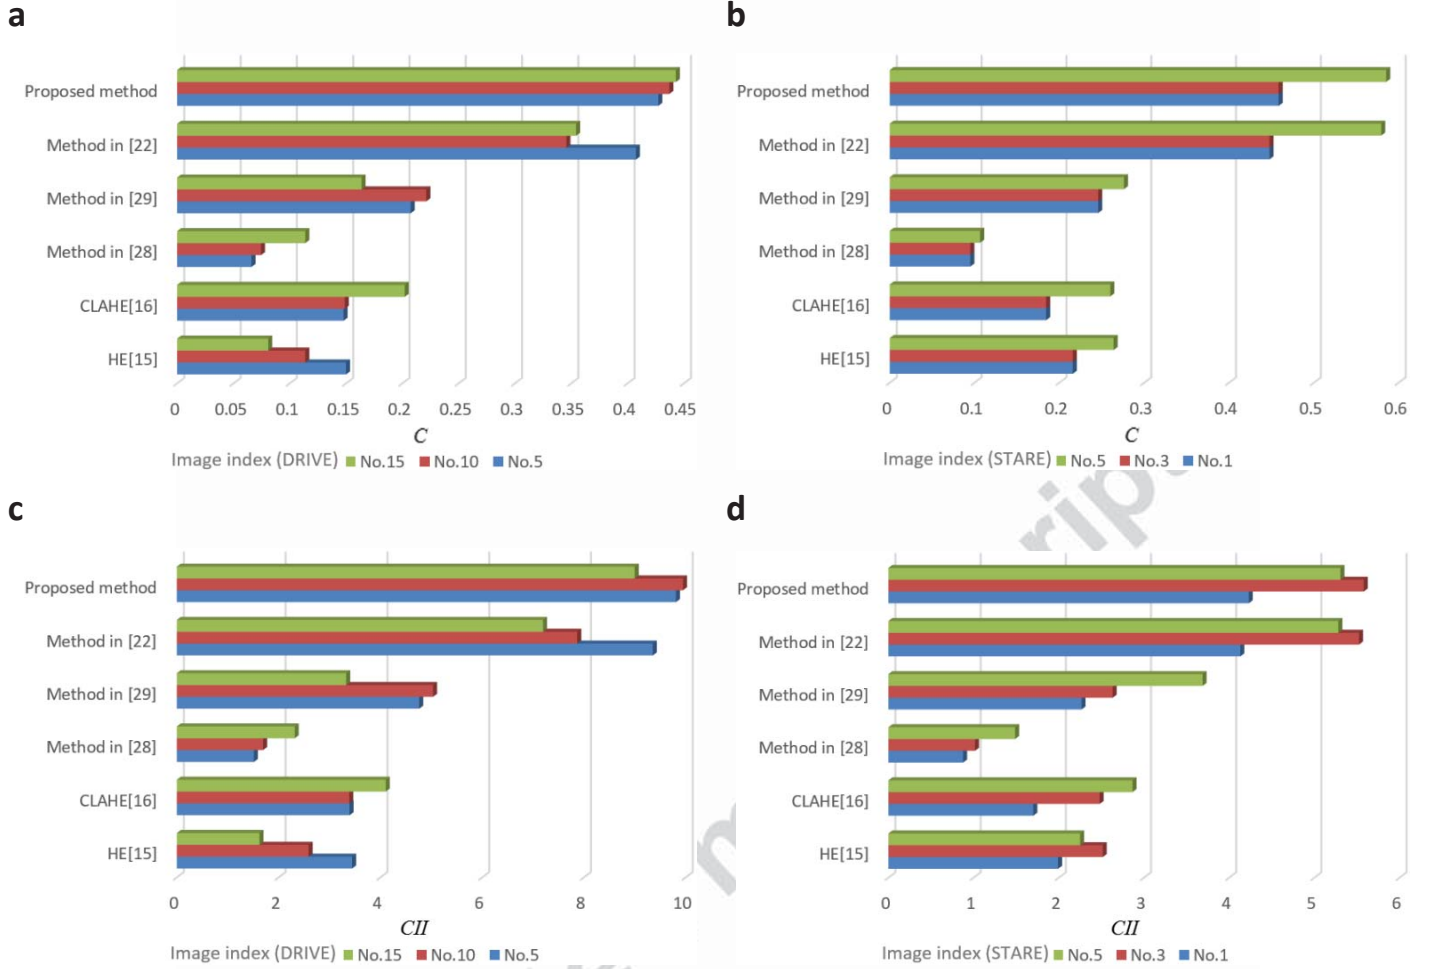 a
Proposed method
Method in [22]
Method in [29]
Method in [28]
CLAHE[16]
HE[15]
0 0.05 0.1 0.15 0.2 0.25 0.3 0.35 0.4 0.45
C
Image index (DRIVE) No.15 No.10 No.5
b
Proposed method
Method in [22]
Method in [29]
Method in [28]
CLAHE[16]
HE[15]
0 0.1 0.2 0.3 0.4 0.5 0.6
C
Image index (STARE) No.5 No.3 No.1
c
Proposed method
Method in [22]
Method in [29]
Method in [28]
CLAHE[16]
HE[15]
0 2 4 6 8 10
CII
Image index (DRIVE) No.15 No.10 No.5
d
Proposed method
Method in [22]
Method in [29]
Method in [28]
CLAHE[16]
HE[15]
0 1 2 3 4 5 6
CII
Image index (STARE) No.5 No.3 No.1